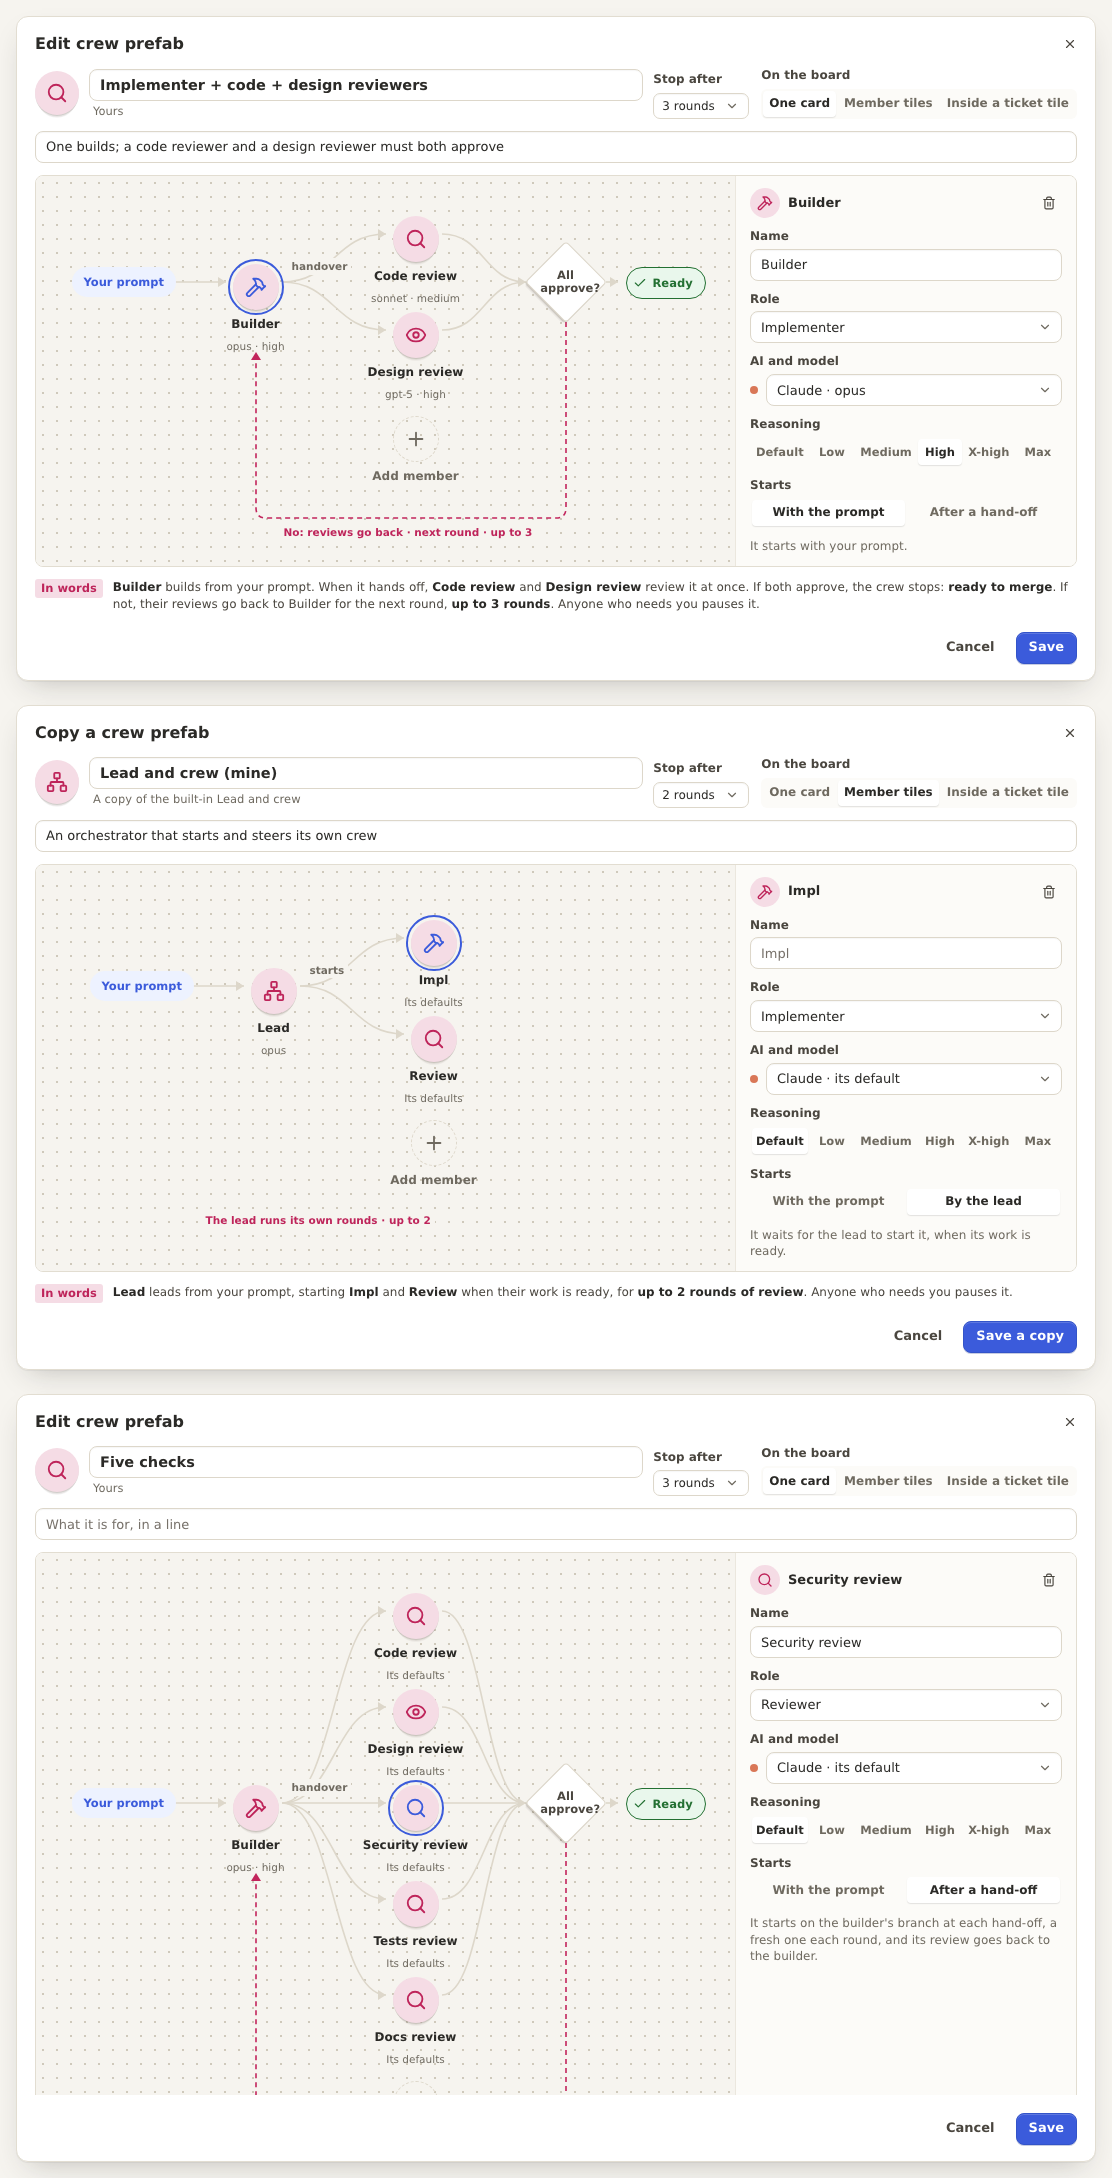 Edit crew prefab
×
Implementer + code + design reviewers
Yours
Stop after
3 rounds
On the board
One card
Member tiles
Inside a ticket tile
One builds; a code reviewer and a design reviewer must both approve
Your prompt
Builder
opus · high
handover
Code review
sonnet · medium
Design review
gpt-5 · high
Add member
All
approve?
Ready
No: reviews go back · next round · up to 3
Builder
Name
Builder
Role
Implementer
AI and model
Claude · opus
Reasoning
Default
Low
Medium
High
X-high
Max
Starts
With the prompt
After a hand-off
It starts with your prompt.
In words
Builder builds from your prompt. When it hands off, Code review and Design review review it at once. If both approve, the crew stops: ready to merge. If
not, their reviews go back to Builder for the next round, up to 3 rounds. Anyone who needs you pauses it.
Cancel
Save
Copy a crew prefab
×
Lead and crew (mine)
A copy of the built-in Lead and crew
Stop after
2 rounds
On the board
One card
Member tiles
Inside a ticket tile
An orchestrator that starts and steers its own crew
Your prompt
Lead
opus
starts
Impl
Its defaults
Review
Its defaults
Add member
The lead runs its own rounds · up to 2
Impl
Name
Impl
Role
Implementer
AI and model
Claude · its default
Reasoning
Default
Low
Medium
High
X-high
Max
Starts
With the prompt
By the lead
It waits for the lead to start it, when its work is
ready.
In words
Lead leads from your prompt, starting Impl and Review when their work is ready, for up to 2 rounds of review. Anyone who needs you pauses it.
Cancel
Save a copy
Edit crew prefab
×
Five checks
Yours
Stop after
3 rounds
On the board
One card
Member tiles
Inside a ticket tile
What it is for, in a line
Your prompt
Builder
opus · high
handover
Code review
Its defaults
Design review
Its defaults
Security review
Its defaults
Tests review
Its defaults
Docs review
Its defaults
All
approve?
Ready
Security review
Name
Security review
Role
Reviewer
AI and model
Claude · its default
Reasoning
Default
Low
Medium
High
X-high
Max
Starts
With the prompt
After a hand-off
It starts on the builder's branch at each hand-off, a
fresh one each round, and its review goes back to
the builder.
Cancel
Save